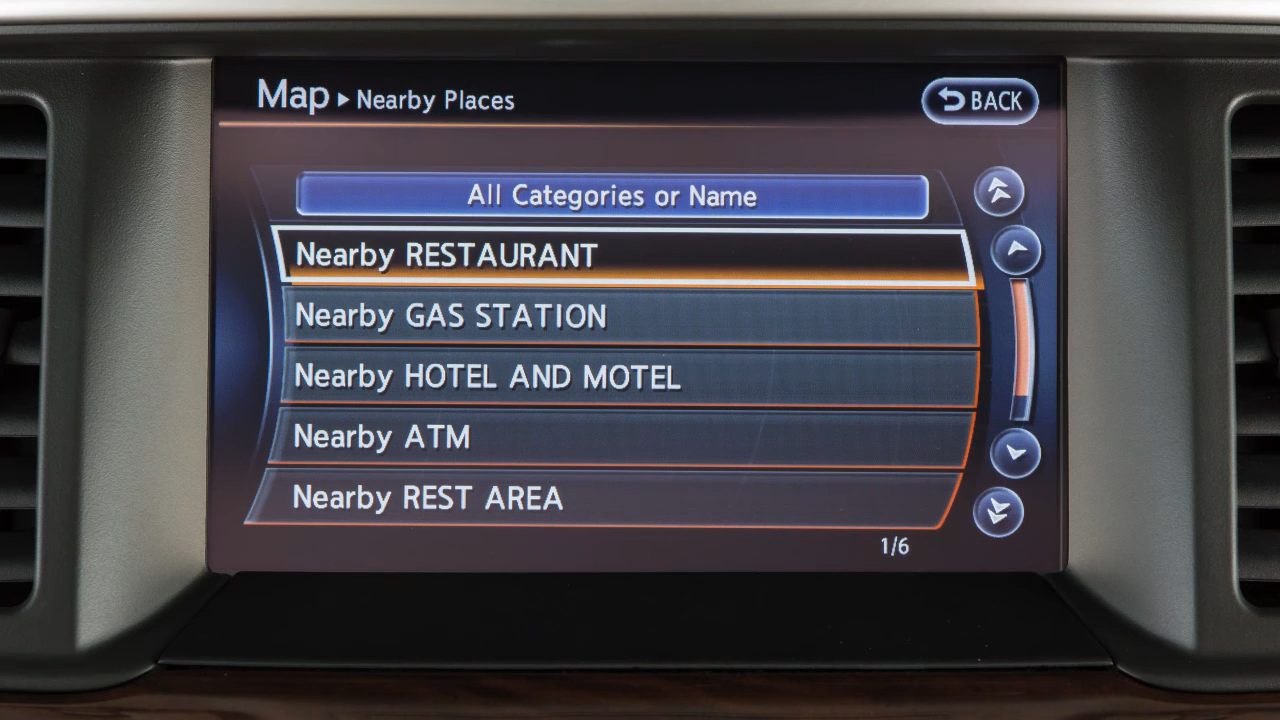 Map ▸ Nearby Places
BACK
All Categories or Name
Nearby RESTAURANT
Nearby GAS STATION
Nearby HOTEL AND MOTEL
Nearby ATM
Nearby REST AREA
1/6